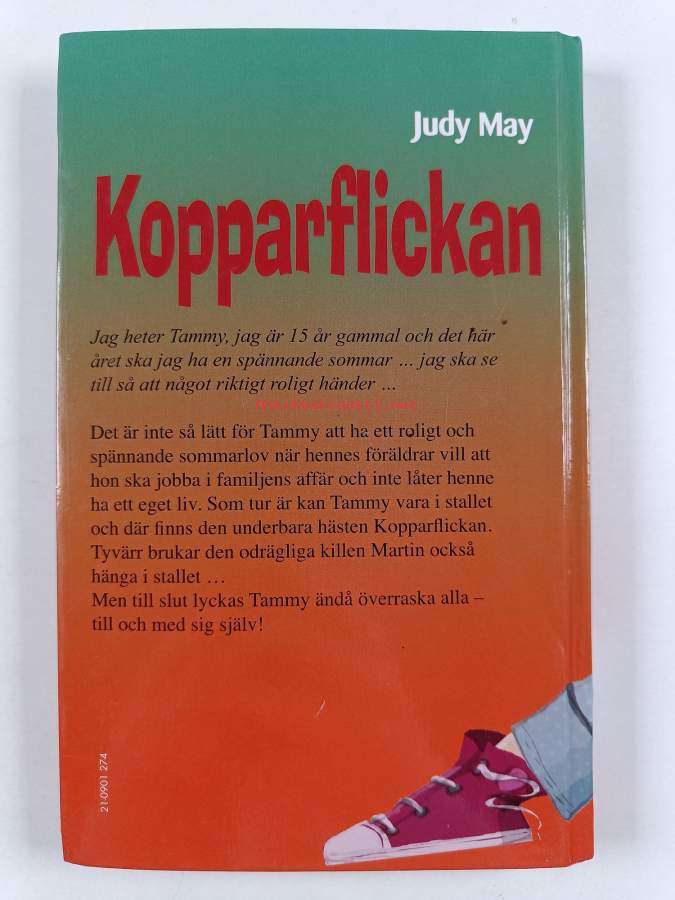 Judy May
Kopparflickan
Jag heter Tammy, jag är 15 år gammal och det här
året ska jag ha en spännande sommar … jag ska se
till så att något riktigt roligt händer …
Det är inte så lätt för Tammy att ha ett roligt och
spännande sommarlov när hennes föräldrar vill att
hon ska jobba i familjens affär och inte låter henne
ha ett eget liv. Som tur är kan Tammy vara i stallet
och där finns den underbara hästen Kopparflickan.
Tyvärr brukar den odrägliga killen Martin också
hänga i stallet …
Men till slut lyckas Tammy ändå överraska alla –
till och med sig själv!
21-0901 274